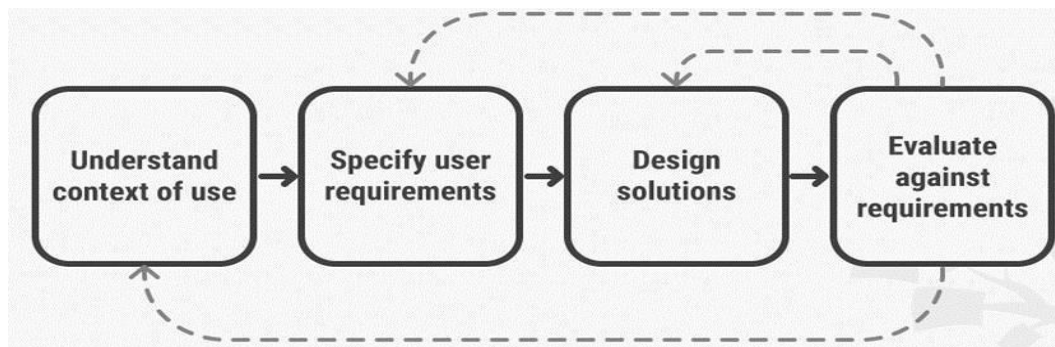 Understand
context of use
Specify user
requirements
Design
solutions
Evaluate
against
requirements